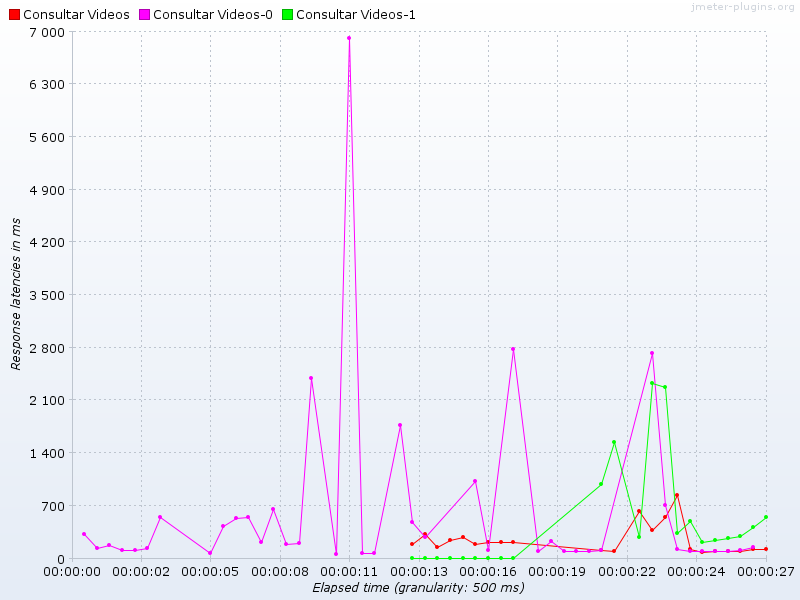 jmeter-plugins.org
Consultar Videos Consultar Videos-0 Consultar Videos-1
7 000
6 300
5 600
4 900
4 200
3 500
2 800
2 100
1 400
700
0
Response latencies in ms
00:00:00 00:00:02 00:00:05 00:00:08 00:00:11 00:00:13 00:00:16 00:00:19 00:00:22 00:00:24 00:00:27
Elapsed time (granularity: 500 ms)